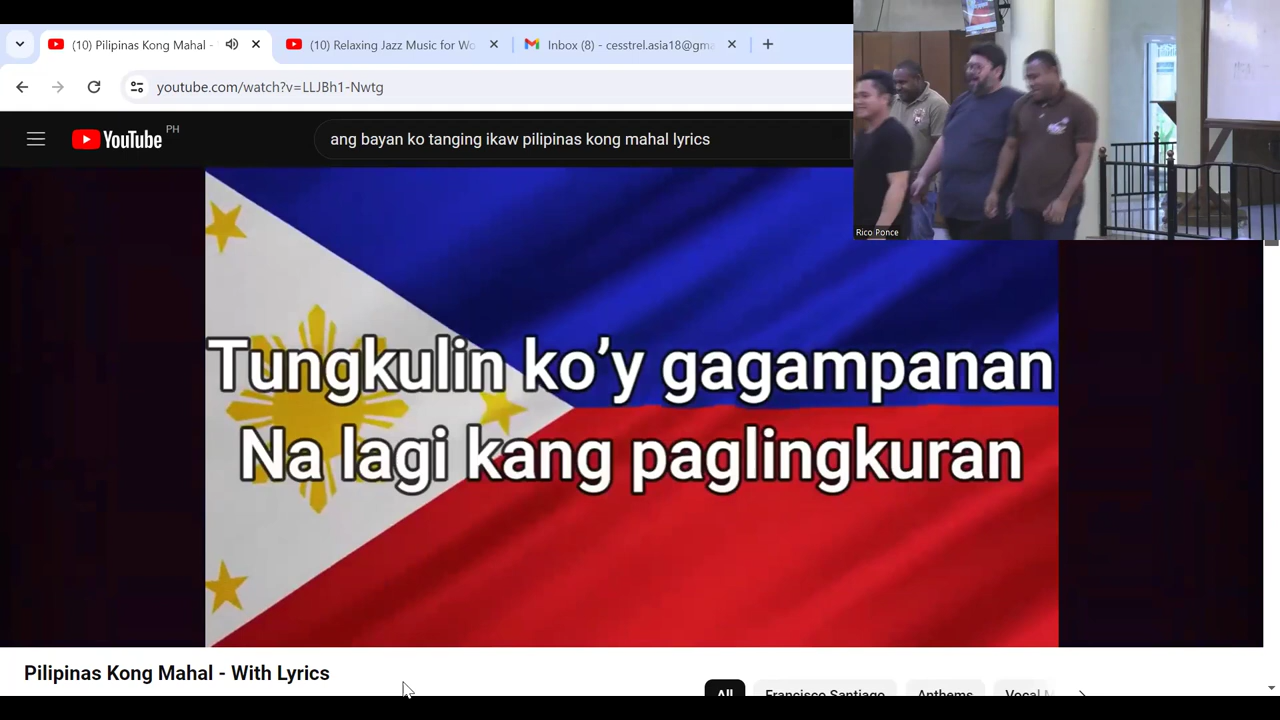 (10) Pilipinas Kong Mahal -
(10) Relaxing Jazz Music for Wo
Inbox (8) - cesstrel.asia18@gma
youtube.com/watch?v=LLJBh1-Nwtg
YouTube PH
ang bayan ko tanging ikaw pilipinas kong mahal lyrics
Rico Ponce
Tungkulin ko’y gagampanan
Na lagi kang paglingkuran
Pilipinas Kong Mahal - With Lyrics
All
Francisco Santiago
Anthems
Vocal M